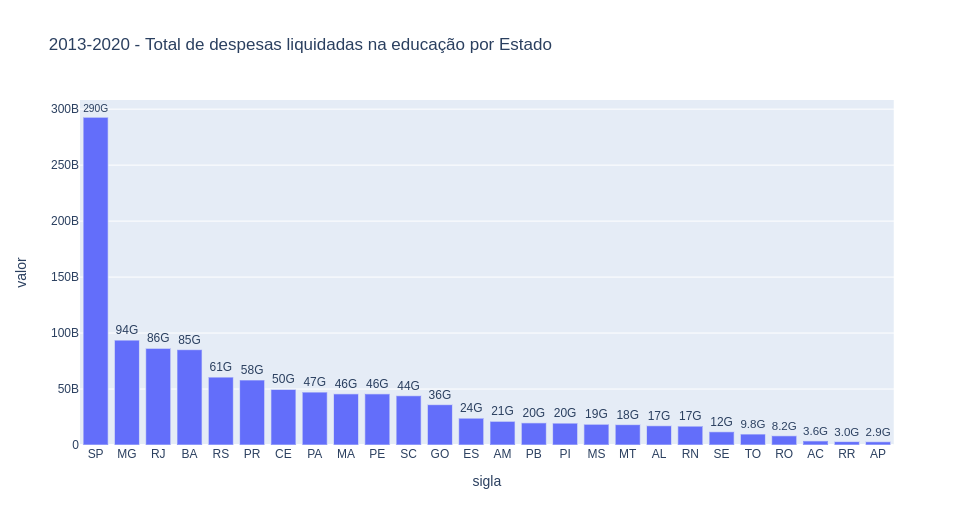 2013-2020 - Total de despesas liquidadas na educação por Estado
300B
250B
200B
150B
100B
50B
0
valor
290G 94G 86G 85G 61G 58G 50G 47G 46G 46G 44G 36G 24G 21G 20G 20G 19G 18G 17G 17G 12G 9.8G 8.2G 3.6G 3.0G 2.9G
SP MG RJ BA RS PR CE PA MA PE SC GO ES AM PB PI MS MT AL RN SE TO RO AC RR AP
sigla